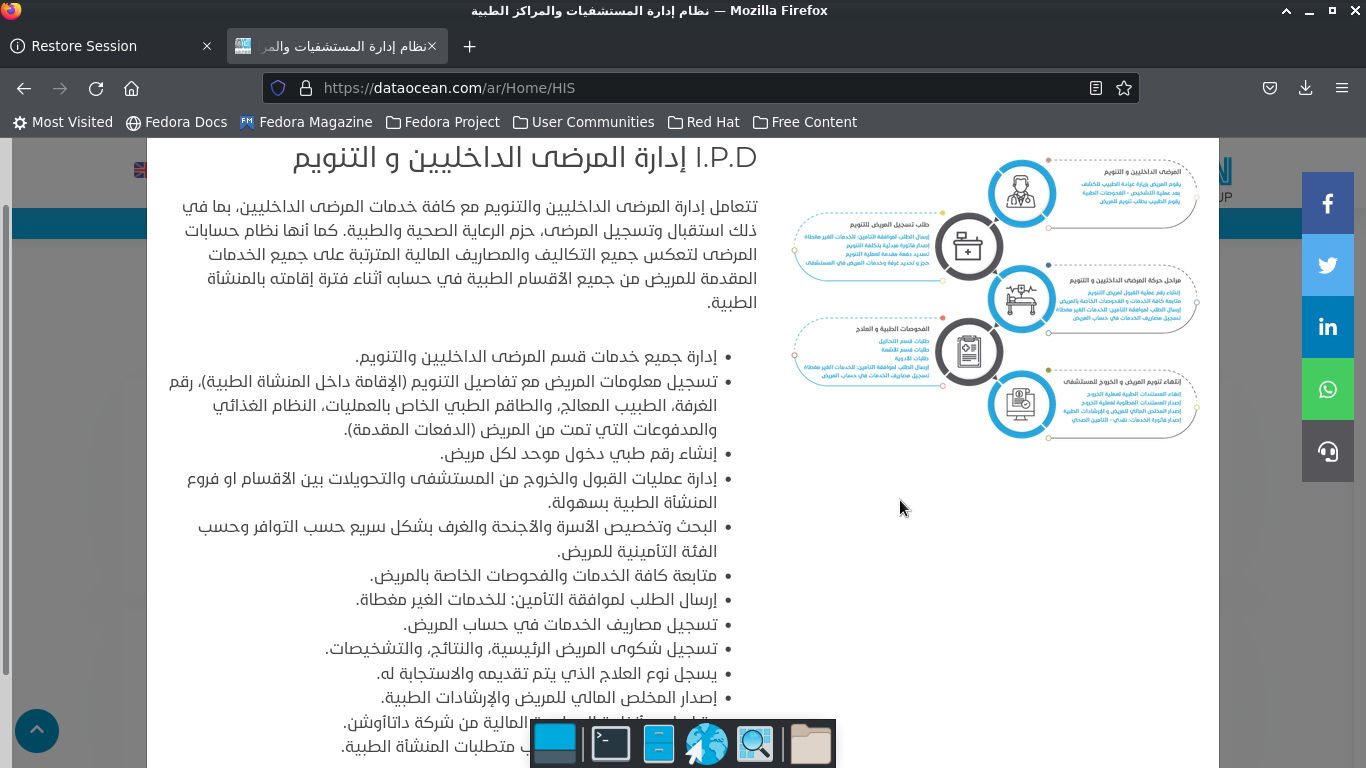 نظام إدارة المستشفيات والمراكز الطبية — Mozilla Firefox
Restore Session
نظام إدارة المستشفيات والمر
https://dataocean.com/ar/Home/HIS
Most Visited
Fedora Docs
Fedora Magazine
Fedora Project
User Communities
Red Hat
Free Content
I.P.D إدارة المرضى الداخليين و التنويم
تتعامل إدارة المرضى الداخليين والتنويم مع كافة خدمات المرضى الداخليين، بما في
ذلك استقبال وتسجيل المرضى، حزم الرعاية الصحية والطبية. كما أنها نظام حسابات
المرضى لتعكس جميع التكاليف والمصاريف المالية المترتبة على جميع الخدمات
المقدمة للمريض من جميع الأقسام الطبية في حسابه أثناء فترة إقامته بالمنشأة
الطبية.
• إدارة جميع خدمات قسم المرضى الداخليين والتنويم.
• تسجيل معلومات المريض مع تفاصيل التنويم (الإقامة داخل المنشاة الطبية)، رقم
الغرفة، الطبيب المعالج، والطاقم الطبي الخاص بالعمليات، النظام الغذائي
والمدفوعات التي تمت من المريض (الدفعات المقدمة).
• إنشاء رقم طبي دخول موحد لكل مريض.
• إدارة عمليات القبول والخروج من المستشفى والتحويلات بين الأقسام او فروع
المنشأة الطبية بسهولة.
• البحث وتخصيص الأسرة والأجنحة والغرف بشكل سريع حسب التوافر وحسب
الفئة التأمينية للمريض.
• متابعة كافة الخدمات والفحوصات الخاصة بالمريض.
• إرسال الطلب لموافقة التأمين: للخدمات الغير مغطاة.
• تسجيل مصاريف الخدمات في حساب المريض.
• تسجيل شكوى المريض الرئيسية، والنتائج، والتشخيصات.
• يسجل نوع العلاج الذي يتم تقديمه والاستجابة له.
• إصدار المخلص المالي للمريض والإرشادات الطبية.
المالية من شركة داتاأوشن.
متطلبات المنشأة الطبية.
المرضى الداخليين و التنويم
يقوم المريض بزيارة عيادة الطبيب للكشف
بعد عملية التشخيص - الفحوصات الطبية
يقوم الطبيب بطلب تنويم للمريض
طلب تسجيل المريض للتنويم
إرسال الطلب لموافقة التامين: للخدمات الغير مغطاة
إصدار فاتورة مبدئية بتكلفة التنويم
تسديد دفعة مقدمة لعملية التنويم
حجز و تحديد غرفة وخدمات المريض في المستشفى
مراحل حركة المرضى الداخليين و التنويم
إنشاء رقم عملية القبول لمريض التنويم
متابعة كافة الخدمات و الفحوصات الخاصة بالمريض
إرسال الطلب لموافقة التامين: للخدمات الغير مغطاة
تسجيل مصاريف الخدمات في حساب المريض
الفحوصات الطبية و العلاج
طلبات قسم التحاليل
طلبات قسم الأشعة
طلبات الأدوية
إرسال الطلب لموافقة التامين: للخدمات الغير مغطاة
تسجيل مصاريف الخدمات في حساب المريض
إنتهاء تنويم المريض و الخروج للمستشفى
إنهاء المستندات الطبية لعملية الخروج
إصدار المستندات المطلوبة لعملية الخروج
إصدار المخلص المالي للمريض و الإرشادات الطبية
إصدار فاتورة الخدمات: نقدي - التامين الصحي